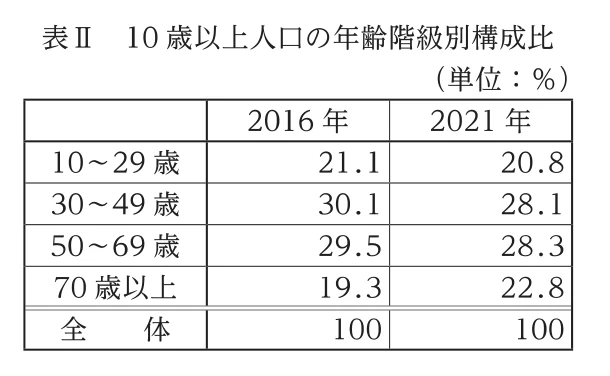 表Ⅱ　10歳以上人口の年齢階級別構成比
（単位：％）
2016年 2021年
10～29歳 21.1 20.8
30～49歳 30.1 28.1
50～69歳 29.5 28.3
70歳以上 19.3 22.8
全　体 100 100